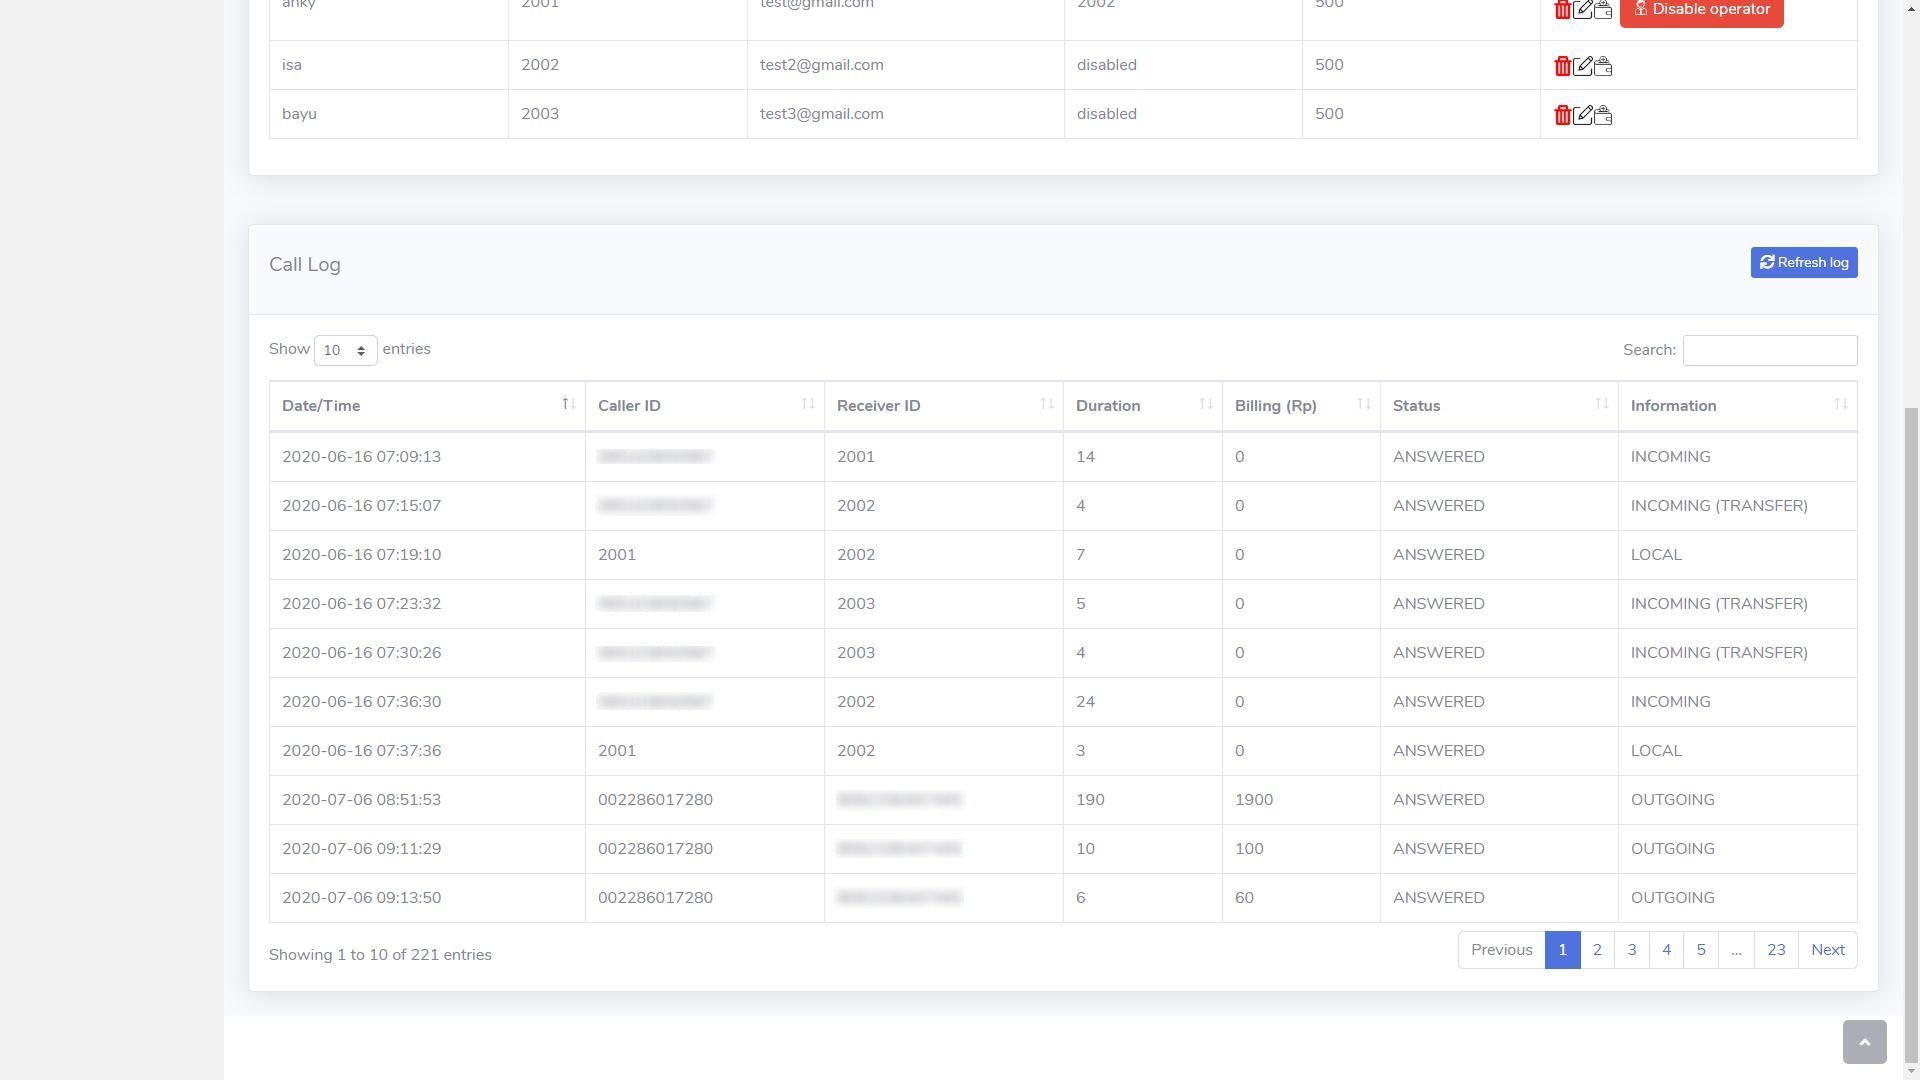 anky 2001 test@gmail.com 2002 500 Disable operator
isa 2002 test2@gmail.com disabled 500
bayu 2003 test3@gmail.com disabled 500
Call Log Refresh log
Show 10 entries Search:
Date/Time Caller ID Receiver ID Duration Billing (Rp) Status Information
2020-06-16 07:09:13 2001 14 0 ANSWERED INCOMING
2020-06-16 07:15:07 2002 4 0 ANSWERED INCOMING (TRANSFER)
2020-06-16 07:19:10 2001 2002 7 0 ANSWERED LOCAL
2020-06-16 07:23:32 2003 5 0 ANSWERED INCOMING (TRANSFER)
2020-06-16 07:30:26 2003 4 0 ANSWERED INCOMING (TRANSFER)
2020-06-16 07:36:30 2002 24 0 ANSWERED INCOMING
2020-06-16 07:37:36 2001 2002 3 0 ANSWERED LOCAL
2020-07-06 08:51:53 002286017280 190 1900 ANSWERED OUTGOING
2020-07-06 09:11:29 002286017280 10 100 ANSWERED OUTGOING
2020-07-06 09:13:50 002286017280 6 60 ANSWERED OUTGOING
Showing 1 to 10 of 221 entries Previous 1 2 3 4 5 … 23 Next